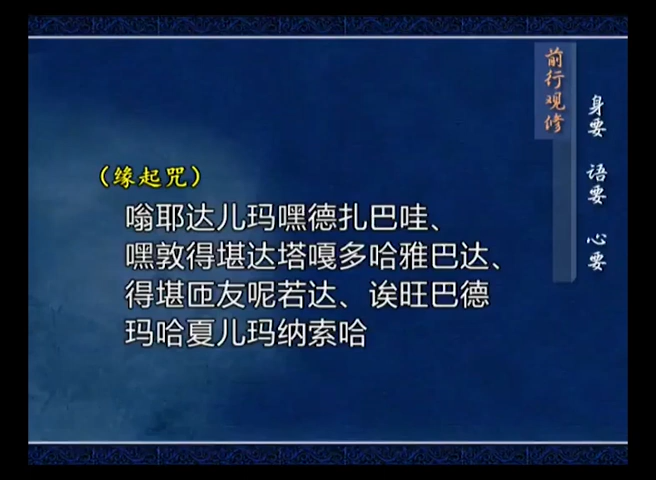 前行观修
身要 语要 心要
（缘起咒）
嗡耶达儿玛嘿德扎巴哇、
嘿敦得堪达塔嘎多哈雅巴达、
得堪匝友呢若达、诶旺巴德
玛哈夏儿玛纳索哈